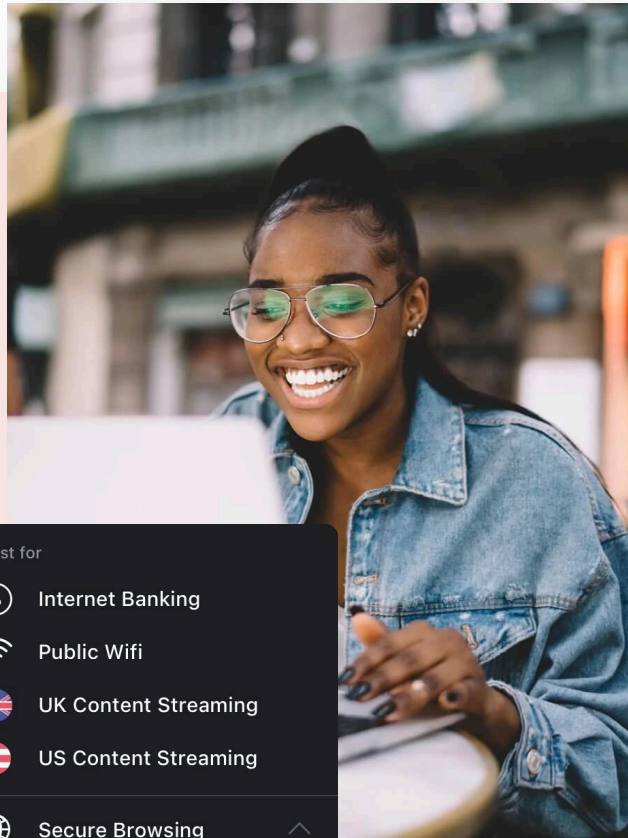 st for
Internet Banking
Public Wifi
UK Content Streaming
US Content Streaming
Secure Browsing